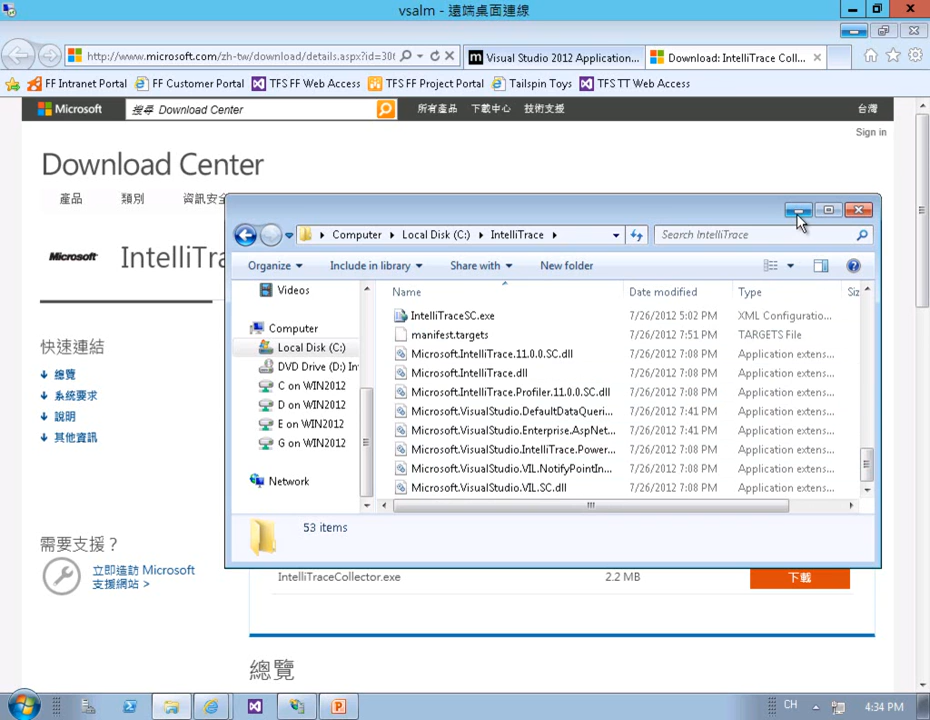 vsalm - 遠端桌面連線
http://www.microsoft.com/zh-tw/download/details.aspx?id=30(
Visual Studio 2012 Application...
Download: IntelliTrace Coll...
FF Intranet Portal
FF Customer Portal
TFS FF Web Access
TFS FF Project Portal
Tailspin Toys
TFS TT Web Access
Microsoft
搜尋 Download Center
所有產品
下載中心
技術支援
台灣
Sign in
Download Center
產品
類別
資訊安全
Microsoft
IntelliTra
快速連結
總覽
系統要求
說明
其他資訊
需要支援？
立即造訪 Microsoft
支援網站 >
Computer
Local Disk (C:)
IntelliTrace
Search IntelliTrace
Organize
Include in library
Share with
New folder
Videos
Computer
Local Disk (C:)
DVD Drive (D:) In
C on WIN2012
D on WIN2012
E on WIN2012
G on WIN2012
Network
Name
Date modified
Type
Siz
IntelliTraceSC.exe 7/26/2012 5:02 PM XML Configuratio...
manifest.targets 7/26/2012 7:51 PM TARGETS File
Microsoft.IntelliTrace.11.0.0.SC.dll 7/26/2012 7:08 PM Application extens...
Microsoft.IntelliTrace.dll 7/26/2012 7:08 PM Application extens...
Microsoft.IntelliTrace.Profiler.11.0.0.SC.dll 7/26/2012 7:08 PM Application extens...
Microsoft.VisualStudio.DefaultDataQueri... 7/26/2012 7:41 PM Application extens...
Microsoft.VisualStudio.Enterprise.AspNet... 7/26/2012 7:41 PM Application extens...
Microsoft.VisualStudio.IntelliTrace.Power... 7/26/2012 7:08 PM Application extens...
Microsoft.VisualStudio.VIL.NotifyPointIn... 7/26/2012 7:08 PM Application extens...
Microsoft.VisualStudio.VIL.SC.dll 7/26/2012 7:08 PM Application extens...
53 items
IntelliTraceCollector.exe
2.2 MB
下載
總覽
CH
4:34 PM